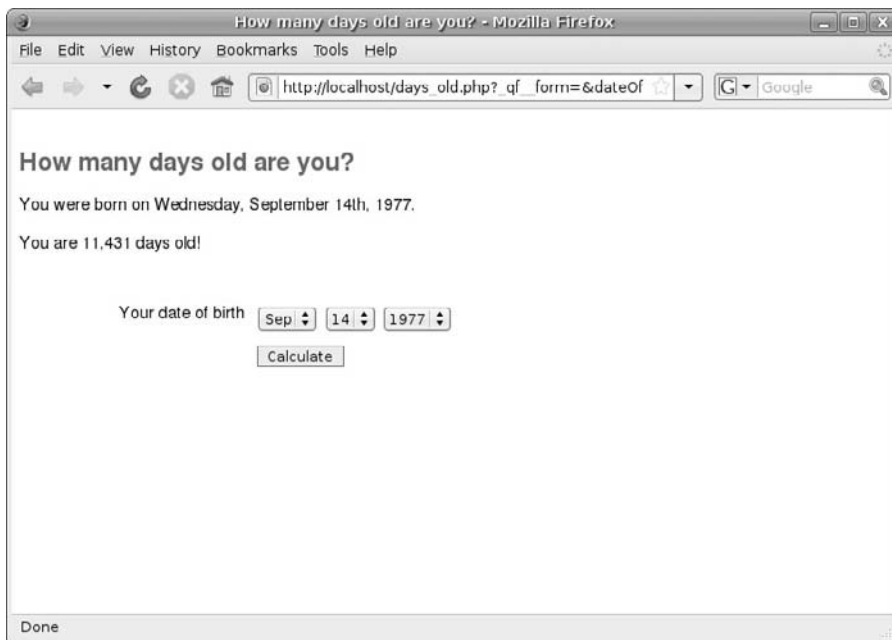 How many days old are you? - Mozilla Firefox
File Edit View History Bookmarks Tools Help
http://localhost/days_old.php?_qf__form=&dateOf G Google
How many days old are you?
You were born on Wednesday, September 14th, 1977.
You are 11,431 days old!
Your date of birth Sep 14 1977
Calculate
Done